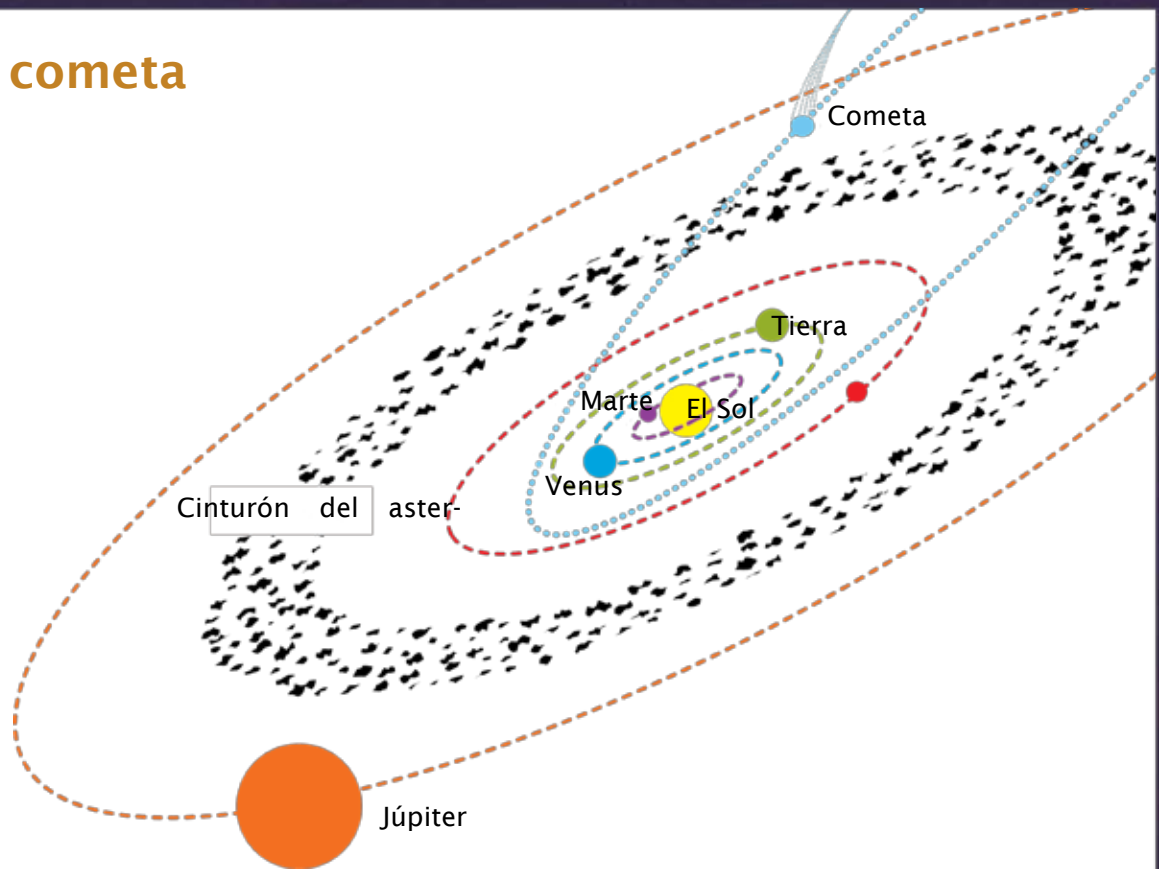 cometa
Cometa
Tierra
Marte
El Sol
Venus
Cinturón del aster-
Júpiter